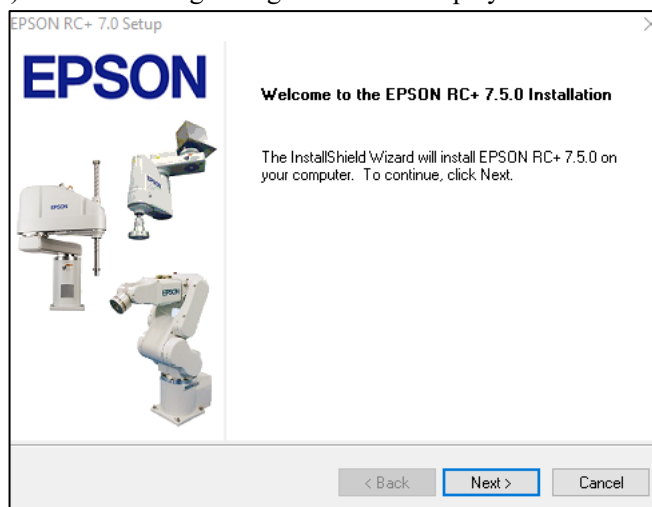 EPSON RC+ 7.0 Setup
EPSON
Welcome to the EPSON RC+ 7.5.0 Installation
The InstallShield Wizard will install EPSON RC+ 7.5.0 on
your computer. To continue, click Next.
EPSON
EPSON
< Back
Next >
Cancel